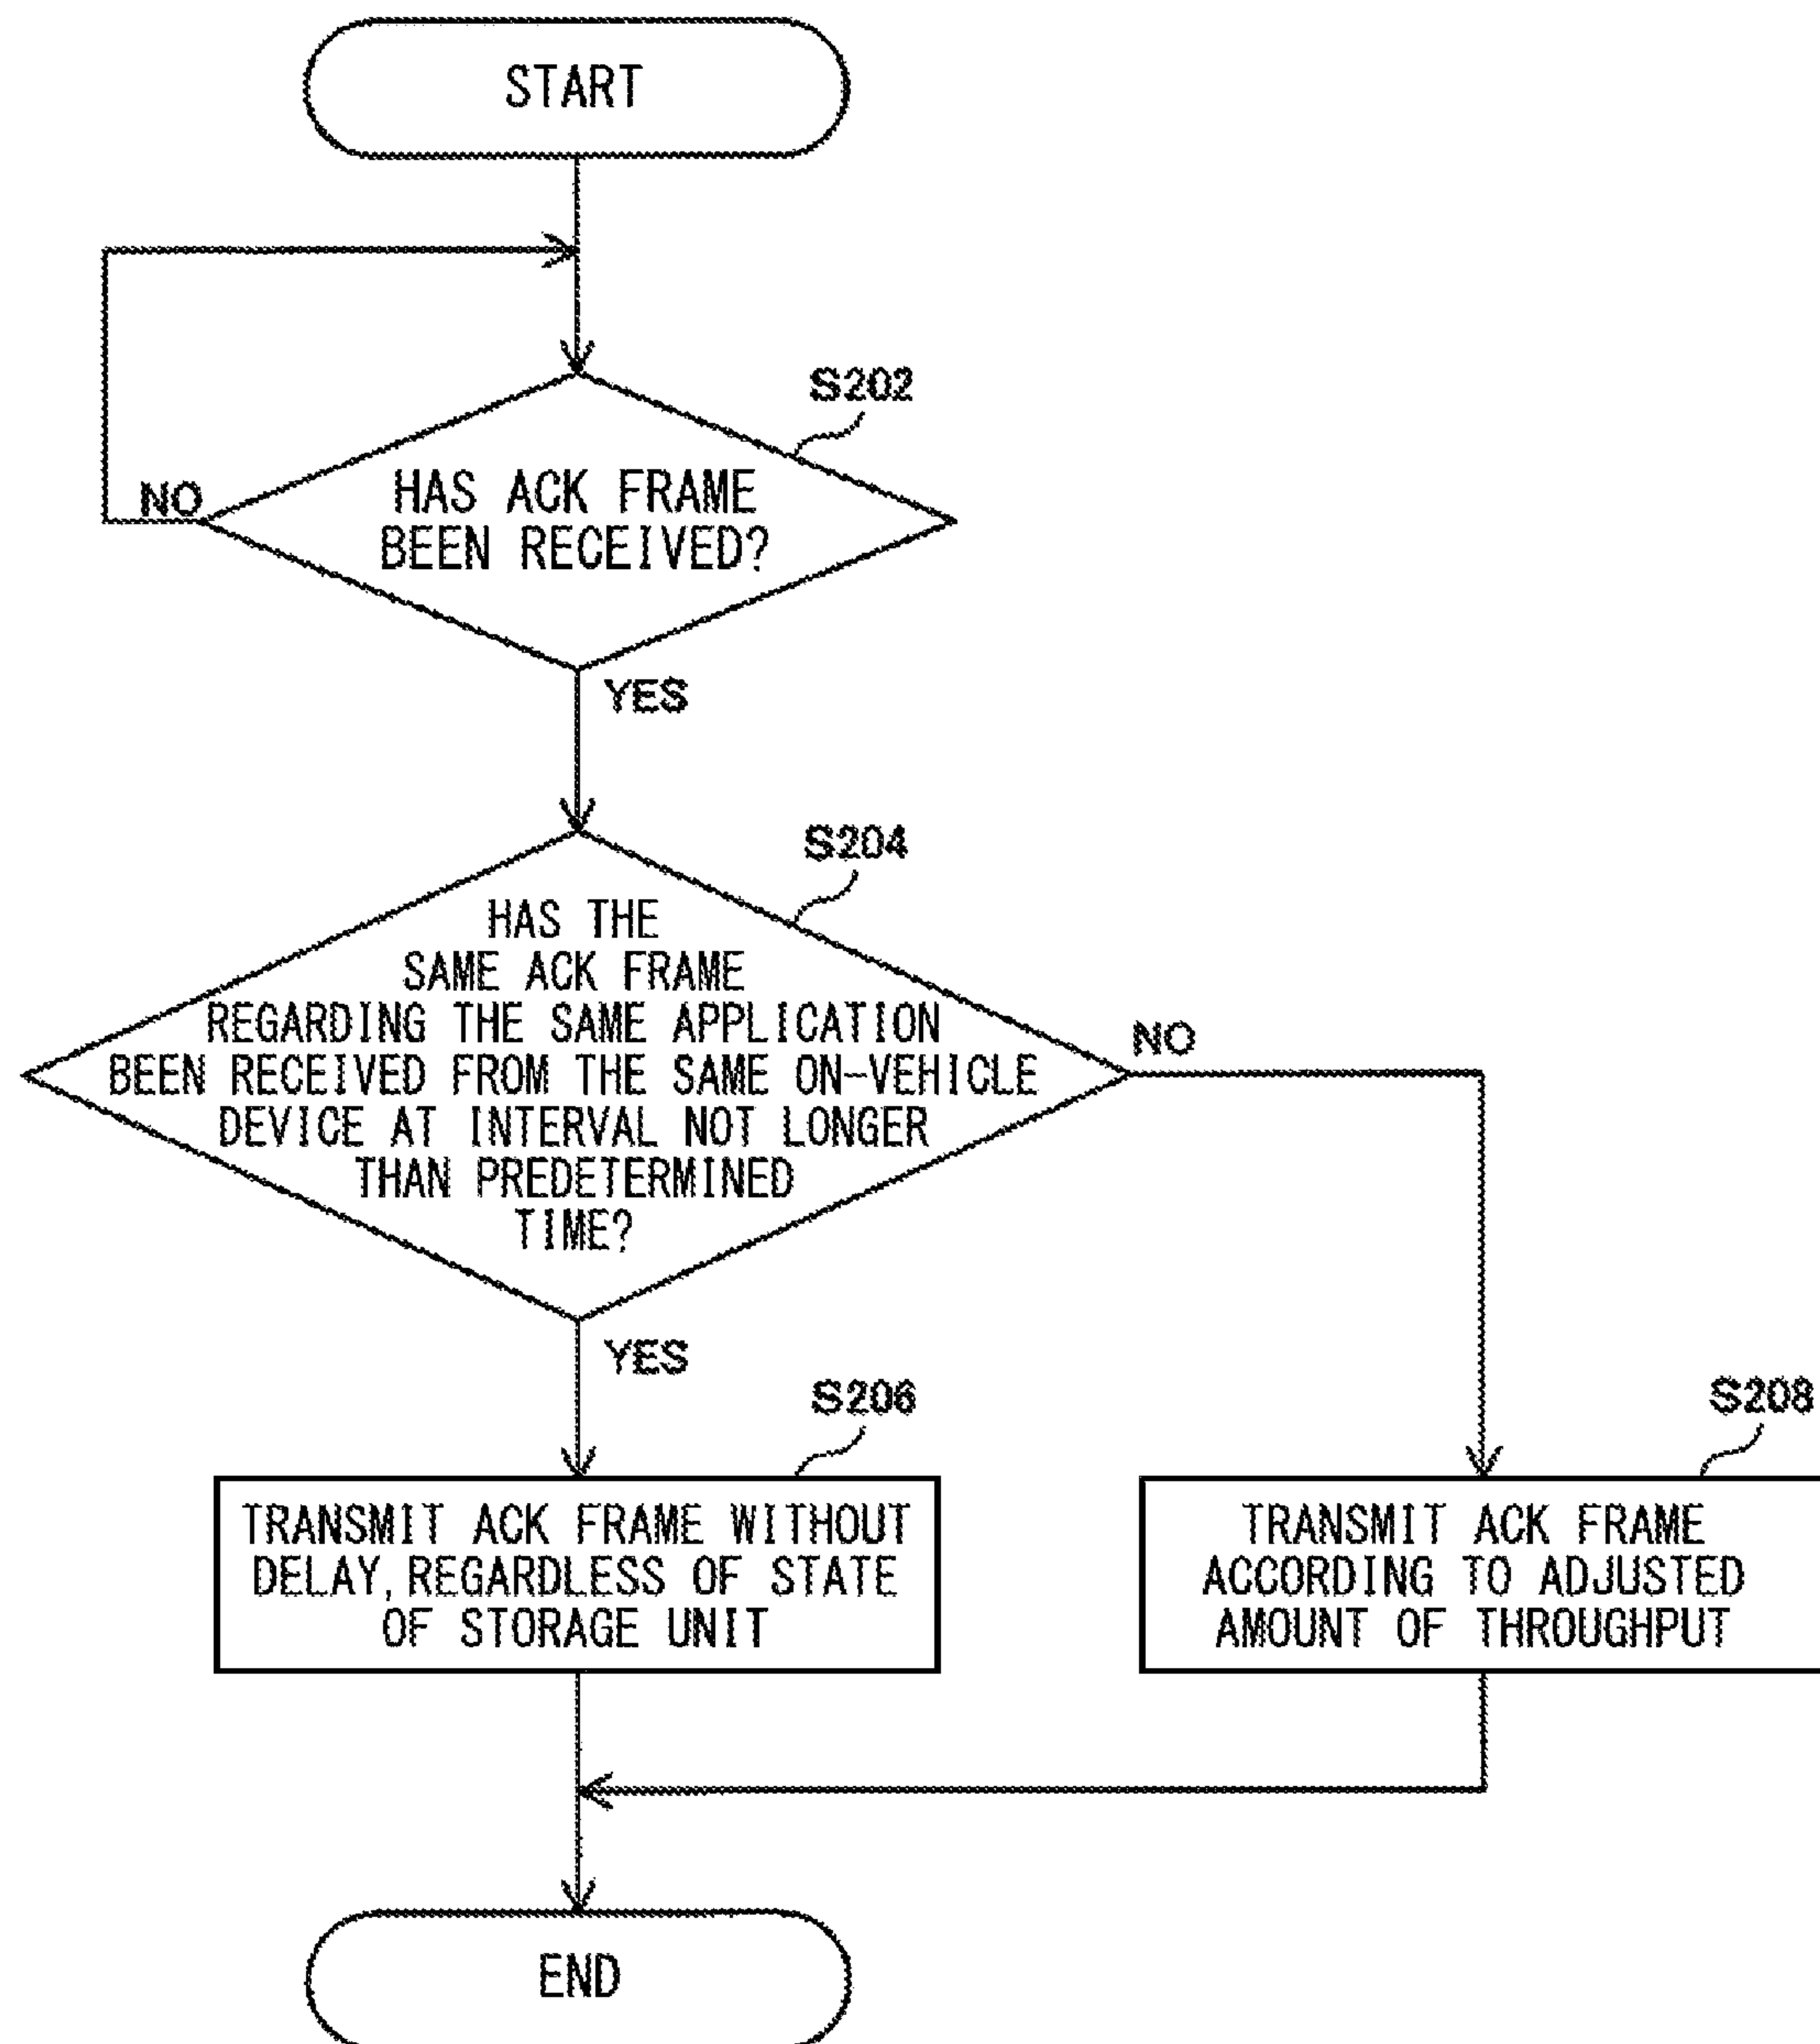 START
S202
HAS ACK FRAME
BEEN RECEIVED?
NO
YES
S204
HAS THE
SAME ACK FRAME
REGARDING THE SAME APPLICATION
BEEN RECEIVED FROM THE SAME ON-VEHICLE
DEVICE AT INTERVAL NOT LONGER
THAN PREDETERMINED
TIME?
NO
YES
S206
TRANSMIT ACK FRAME WITHOUT
DELAY, REGARDLESS OF STATE
OF STORAGE UNIT
S208
TRANSMIT ACK FRAME
ACCORDING TO ADJUSTED
AMOUNT OF THROUGHPUT
END